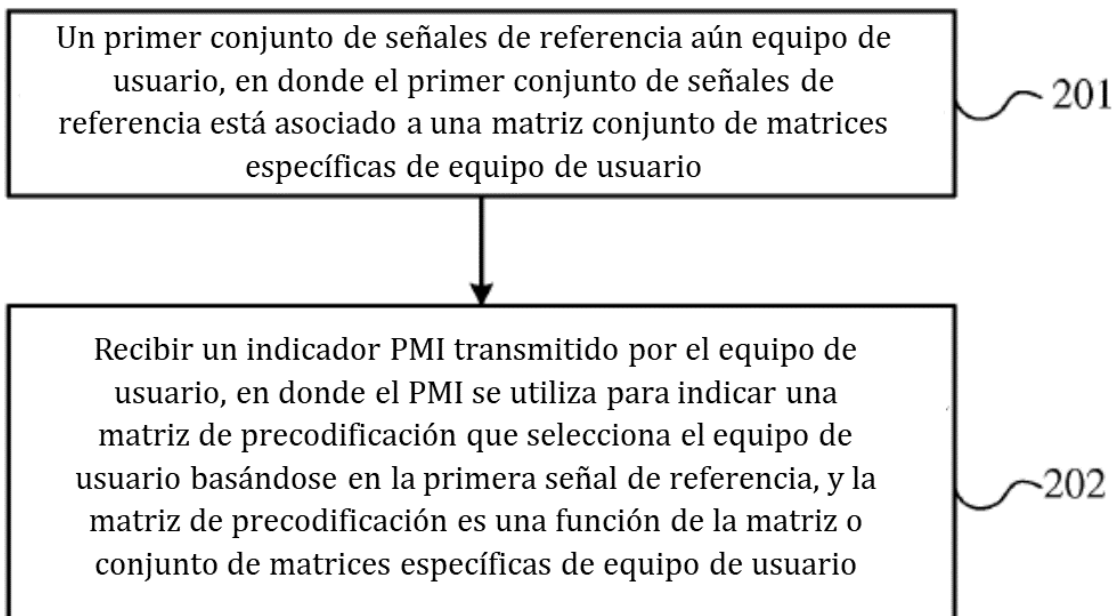 Un primer conjunto de señales de referencia aún equipo de
usuario, en donde el primer conjunto de señales de
referencia está asociado a una matriz conjunto de matrices
específicas de equipo de usuario
201
Recibir un indicador PMI transmitido por el equipo de
usuario, en donde el PMI se utiliza para indicar una
matriz de precodificación que selecciona el equipo de
usuario basándose en la primera señal de referencia, y la
matriz de precodificación es una función de la matriz o
conjunto de matrices específicas de equipo de usuario
202